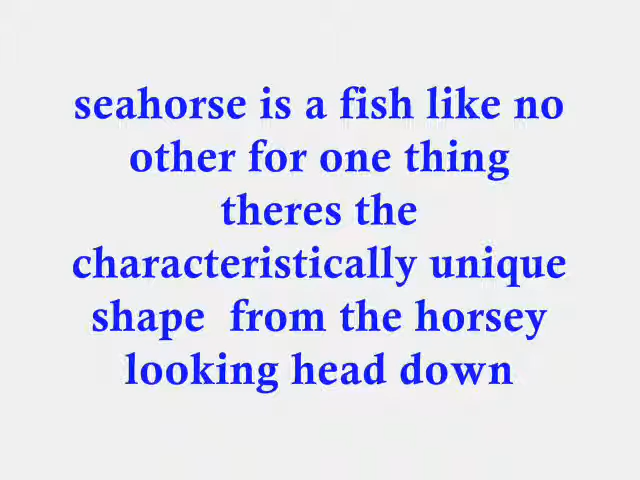 seahorse is a fish like no
other for one thing
theres the
characteristically unique
shape  from the horsey
looking head down